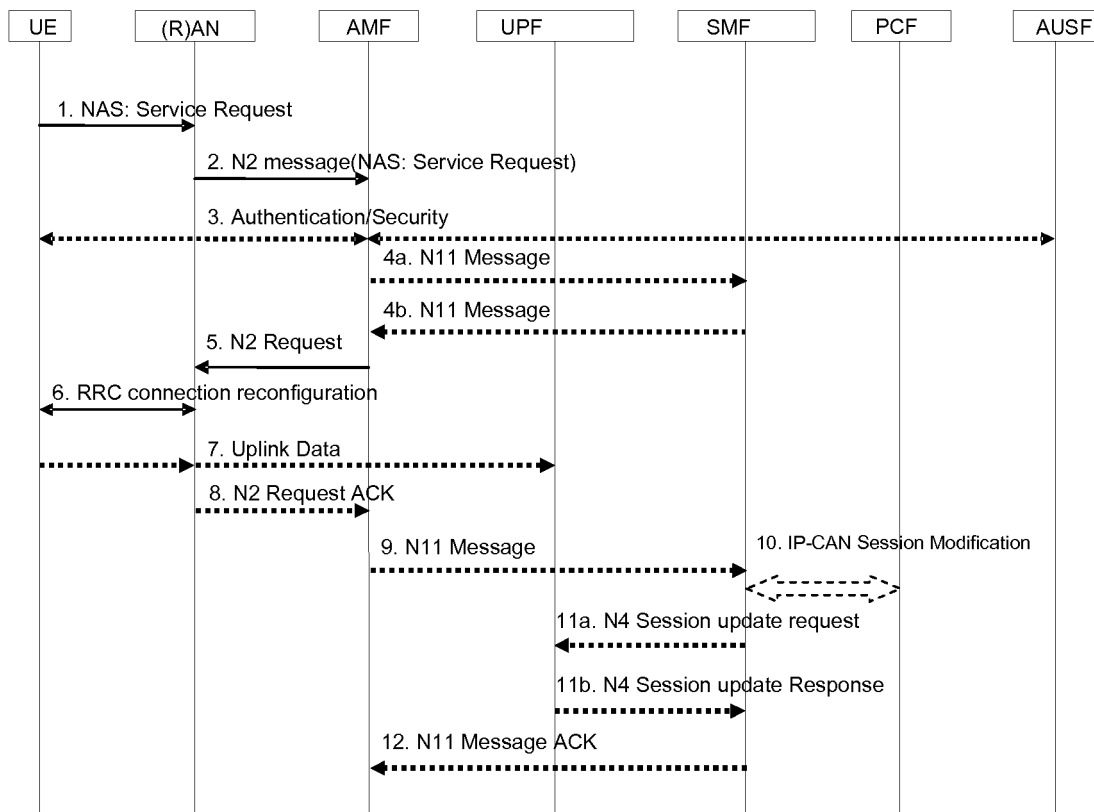 UE (R)AN AMF UPF SMF PCF AUSF
1. NAS: Service Request
2. N2 message(NAS: Service Request)
3. Authentication/Security
4a. N11 Message
4b. N11 Message
5. N2 Request
6. RRC connection reconfiguration
7. Uplink Data
8. N2 Request ACK
9. N11 Message
10. IP-CAN Session Modification
11a. N4 Session update request
11b. N4 Session update Response
12. N11 Message ACK